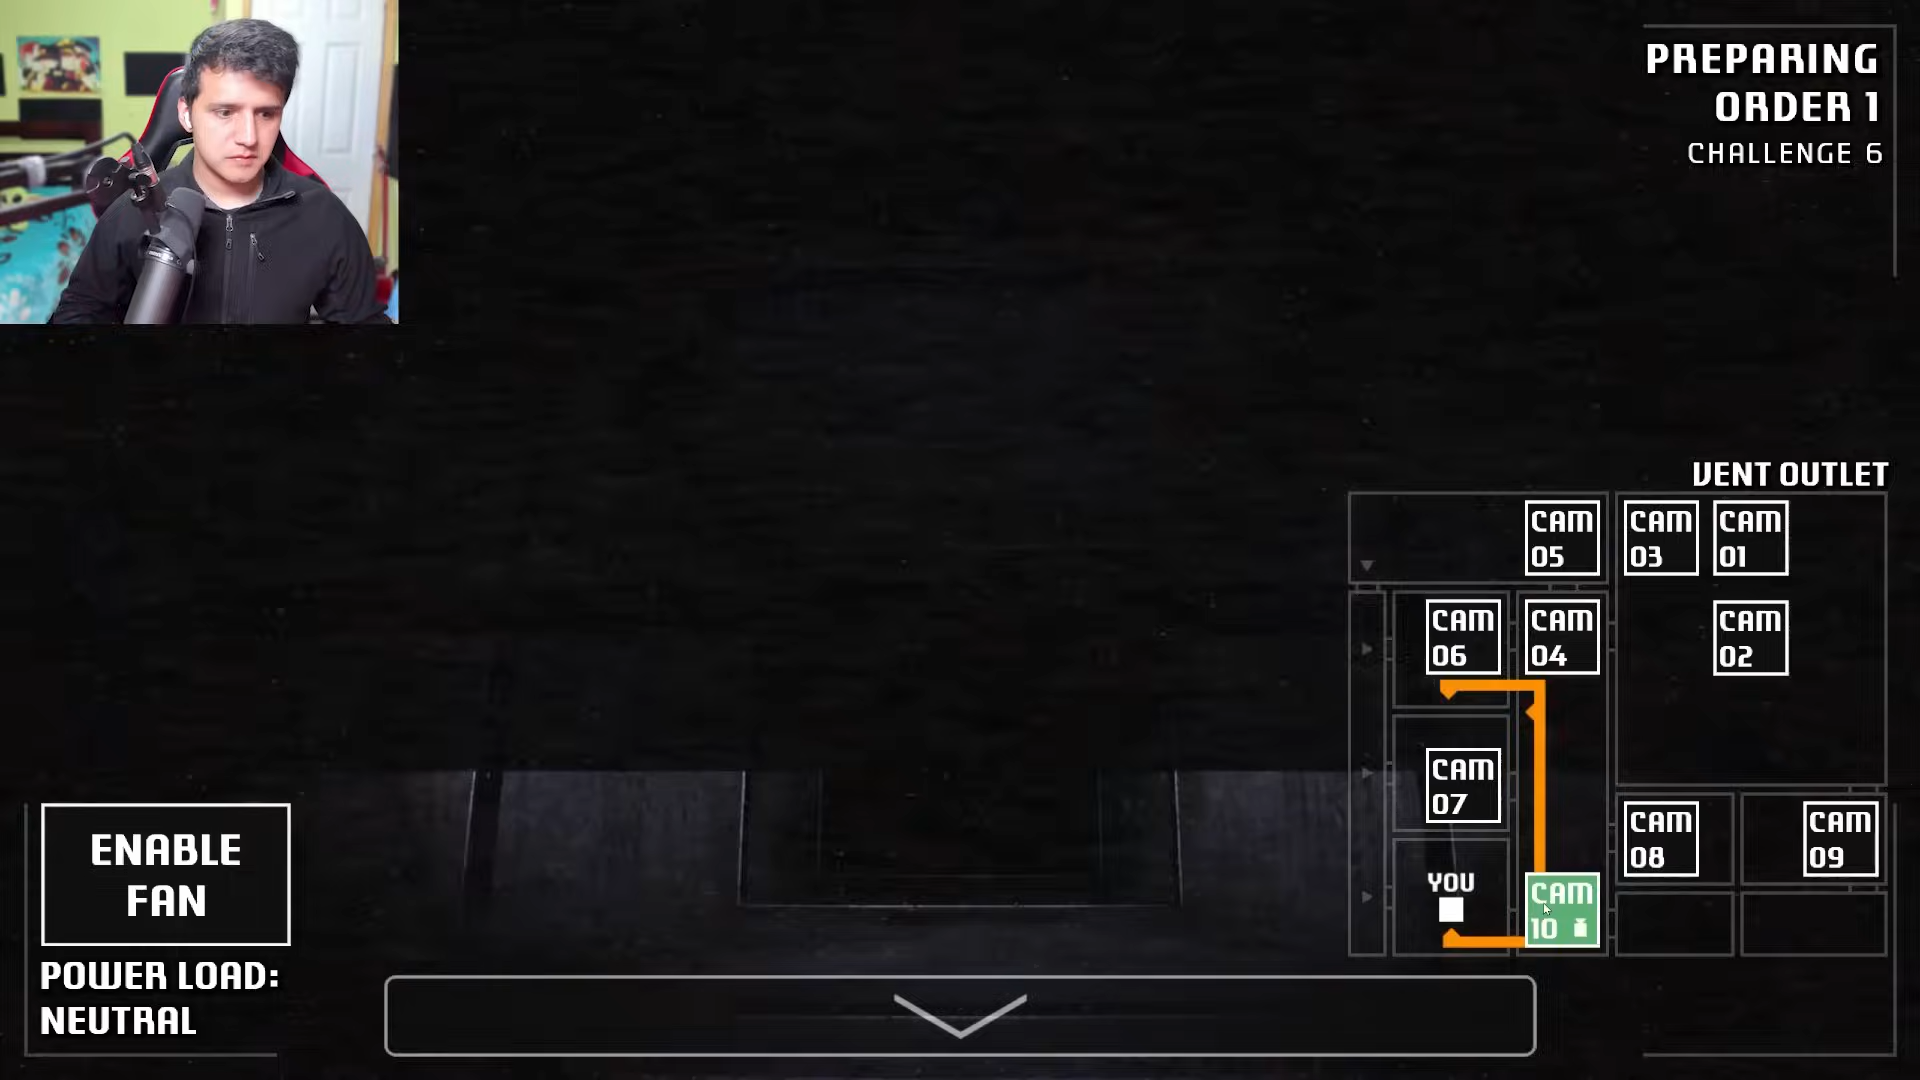 PREPARING
ORDER 1
CHALLENGE 6
VENT OUTLET
CAM
05
CAM
03
CAM
01
CAM
06
CAM
04
CAM
02
CAM
07
CAM
08
CAM
09
YOU
CAM
10
ENABLE
FAN
POWER LOAD:
NEUTRAL